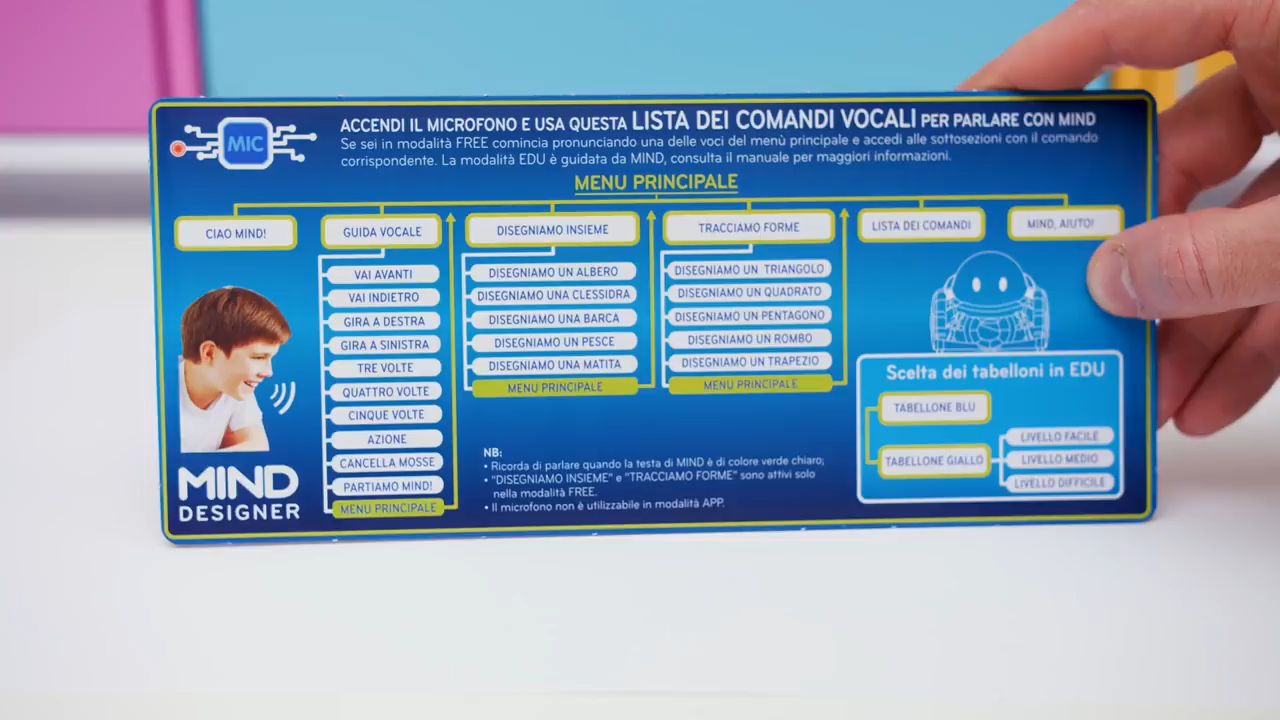 MIC
ACCENDI IL MICROFONO E USA QUESTA LISTA DEI COMANDI VOCALI PER PARLARE CON MIND
Se sei in modalità FREE comincia pronunciando una delle voci del menù principale e accedi alle sottosezioni con il comando
corrispondente. La modalità EDU è guidata da MIND, consulta il manuale per maggiori informazioni.
MENU PRINCIPALE
CIAO MIND!
GUIDA VOCALE
VAI AVANTI
VAI INDIETRO
GIRA A DESTRA
GIRA A SINISTRA
TRE VOLTE
QUATTRO VOLTE
CINQUE VOLTE
AZIONE
CANCELLA MOSSE
PARTIAMO MIND!
MENU PRINCIPALE
DISEGNIAMO INSIEME
DISEGNIAMO UN ALBERO
DISEGNIAMO UNA CLESSIDRA
DISEGNIAMO UNA BARCA
DISEGNIAMO UN PESCE
DISEGNIAMO UNA MATITA
MENU PRINCIPALE
TRACCIAMO FORME
DISEGNIAMO UN TRIANGOLO
DISEGNIAMO UN QUADRATO
DISEGNIAMO UN PENTAGONO
DISEGNIAMO UN ROMBO
DISEGNIAMO UN TRAPEZIO
MENU PRINCIPALE
LISTA DEI COMANDI
MIND, AIUTO!
Scelta dei tabelloni in EDU
TABELLONE BLU
TABELLONE GIALLO
LIVELLO FACILE
LIVELLO MEDIO
LIVELLO DIFFICILE
NB:
• Ricorda di parlare quando la testa di MIND è di colore verde chiaro;
• "DISEGNIAMO INSIEME" e "TRACCIAMO FORME" sono attivi solo
nella modalità FREE.
• Il microfono non è utilizzabile in modalità APP.
MIND
DESIGNER